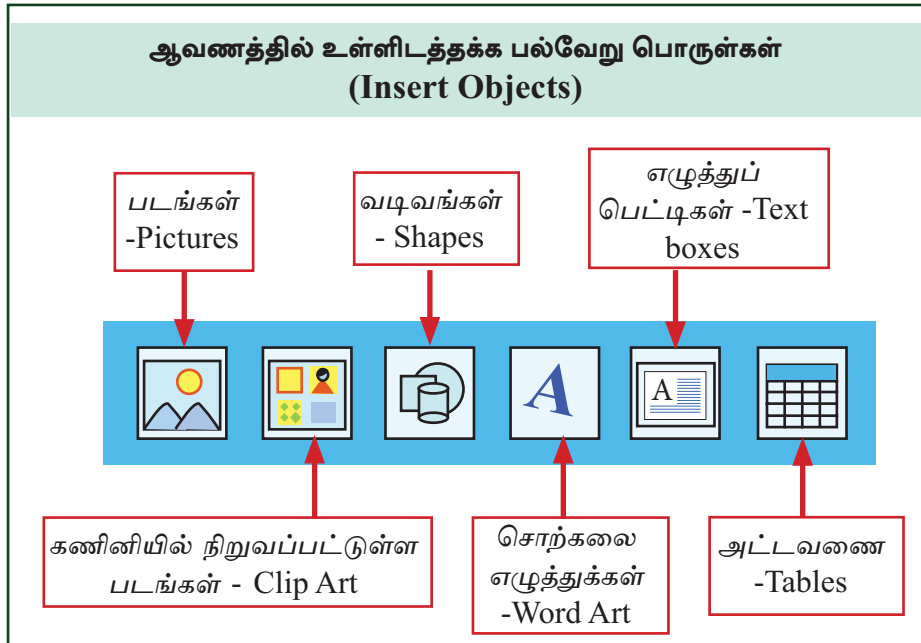 ஆவணத்தில் உள்ளிடத்தக்க பல்வேறு பொருள்கள்
(Insert Objects)
படங்கள்
-Pictures
வடிவங்கள்
- Shapes
எழுத்துப்
பெட்டிகள் -Text
boxes
A
A
கணினியில் நிறுவப்பட்டுள்ள
படங்கள் - Clip Art
சொற்கலை
எழுத்துக்கள்
-Word Art
அட்டவணை
-Tables